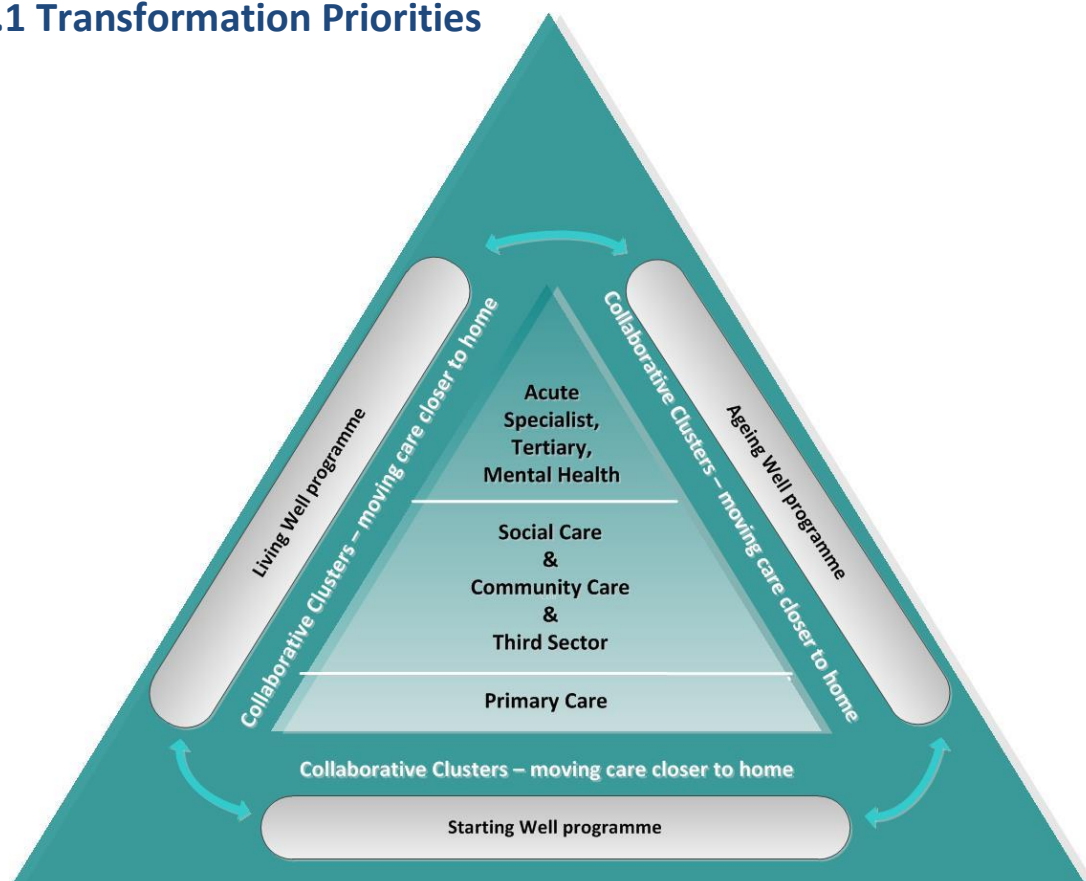 .1 Transformation Priorities
Living Well programme
Collaborative Clusters – moving care closer to home
Acute
Specialist,
Tertiary,
Mental Health
Social Care
&
Community Care
&
Third Sector
Primary Care
Collaborative Clusters – moving care closer to home
Ageing Well programme
Collaborative Clusters – moving care closer to home
Starting Well programme